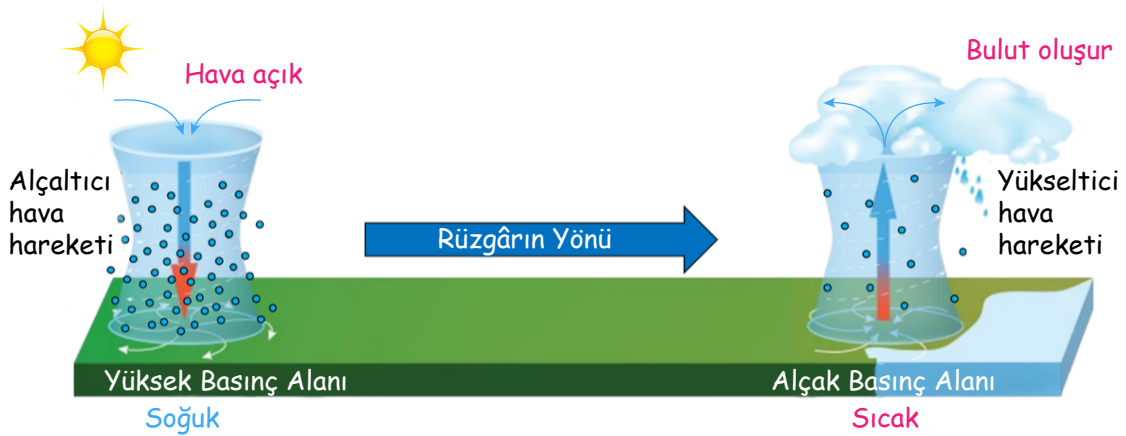 Hava açık
Bulut oluşur
Alçaltıcı
hava
hareketi
Rüzgârın Yönü
Yükseltici
hava
hareketi
Yüksek Basınç Alanı
Alçak Basınç Alanı
Soğuk
Sıcak